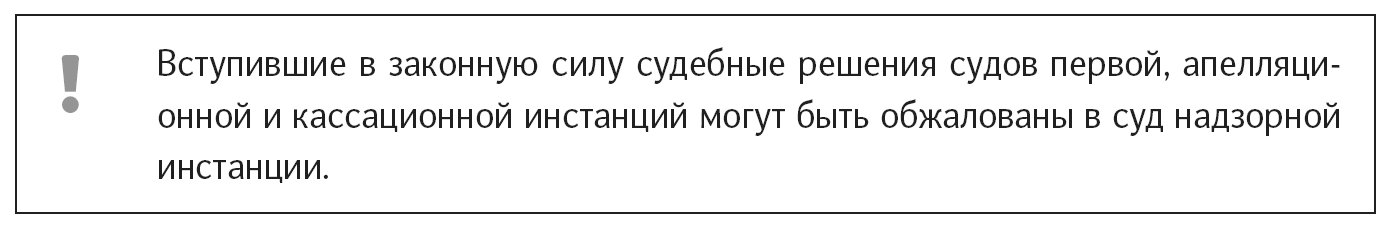 Вступившие в законную силу судебные решения судов первой, апелляци-
онной и кассационной инстанций могут быть обжалованы в суд надзорной
инстанции.